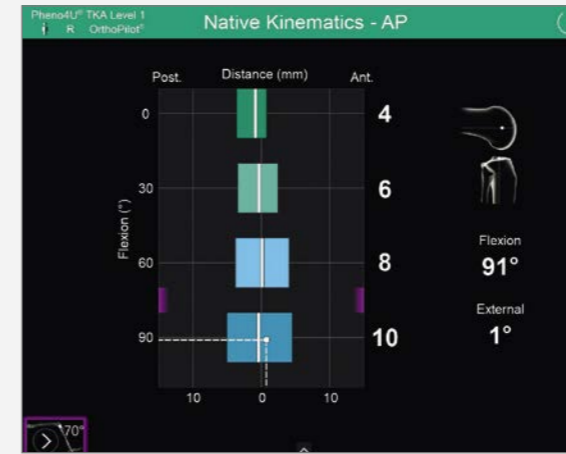 Pheno4U® TKA Level 1
R OrthoPilot®
Native Kinematics - AP
Post. Distance (mm) Ant.
0 4
30 6
60 8
90 10
Flexion (°)
10 0 10
Flexion
91°
External
1°
70°